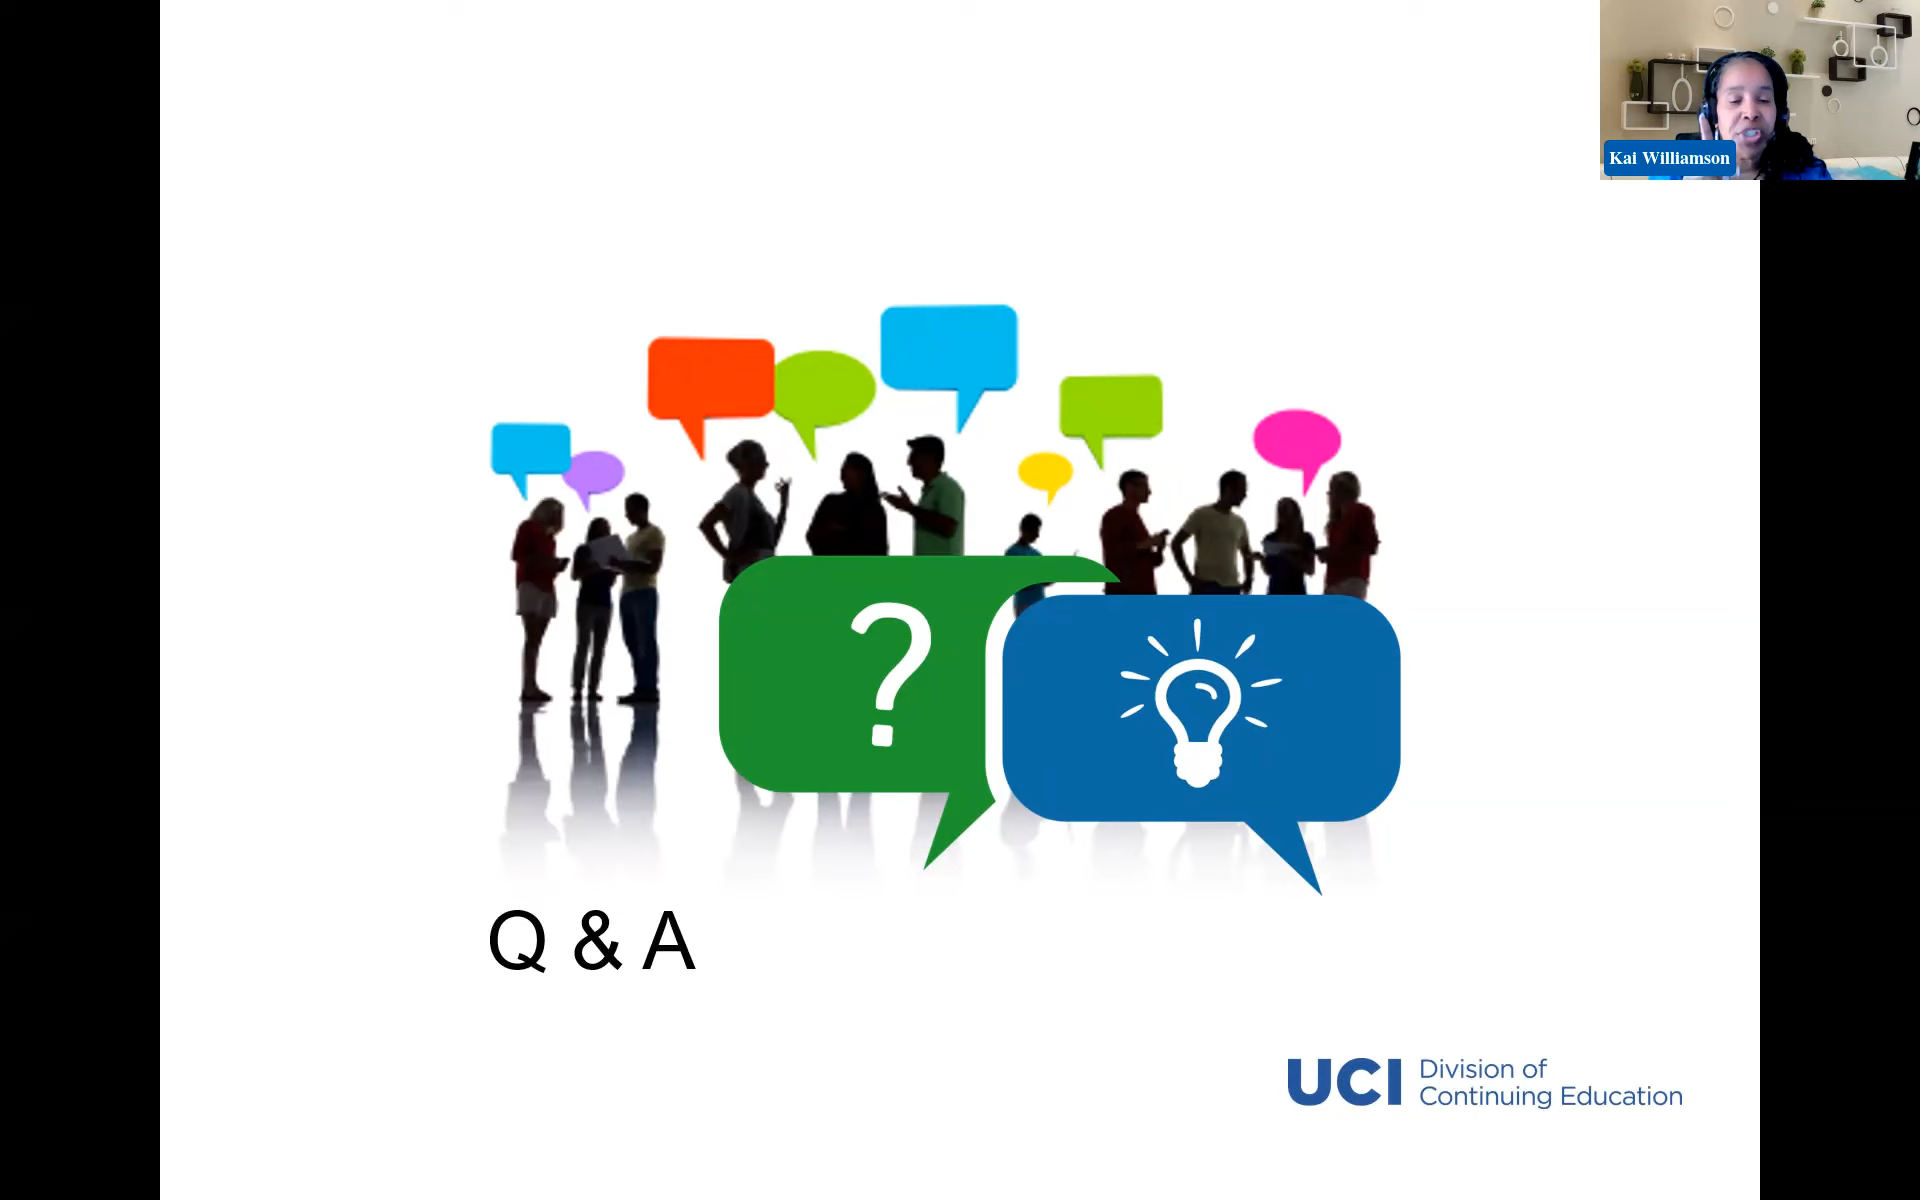 Kai Williamson
?
Q & A
UCI Division of
Continuing Education